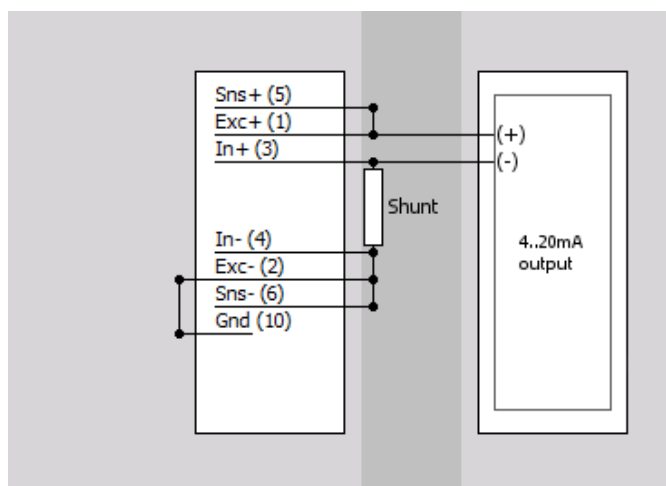 Sns+ (5)
Exc+ (1)
In+ (3)
(+)
(-)
Shunt
In- (4)
Exc- (2)
Sns- (6)
Gnd (10)
4..20mA
output